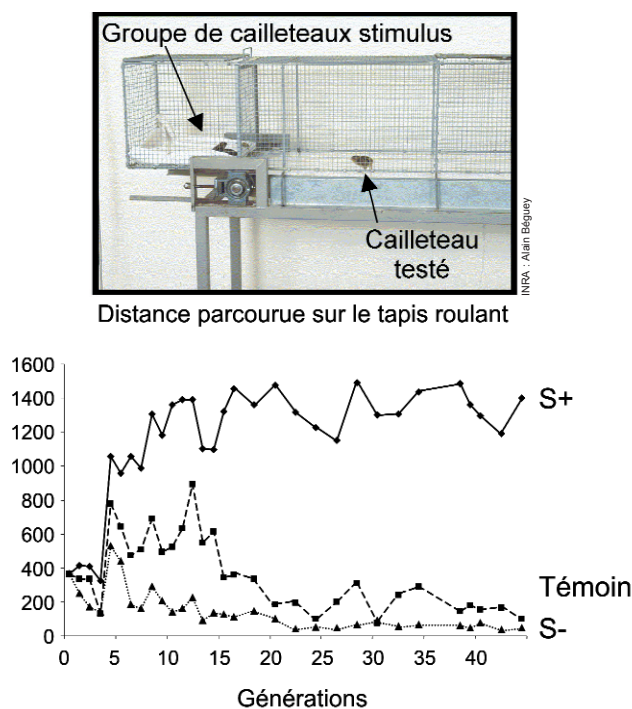 Groupe de cailleteaux stimulus
Cailleteau
testé
INRA : Alain Béguey
Distance parcourue sur le tapis roulant
1600
1400
1200
1000
800
600
400
200
0
S+
Témoin
S-
0 5 10 15 20 25 30 35 40
Générations